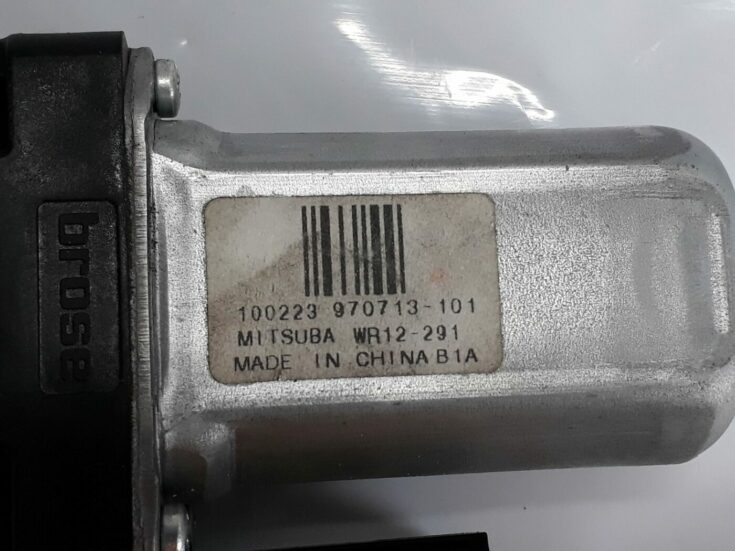 brose
100223 970713-101
MITSUBA WR12-291
MADE IN CHINA B1A